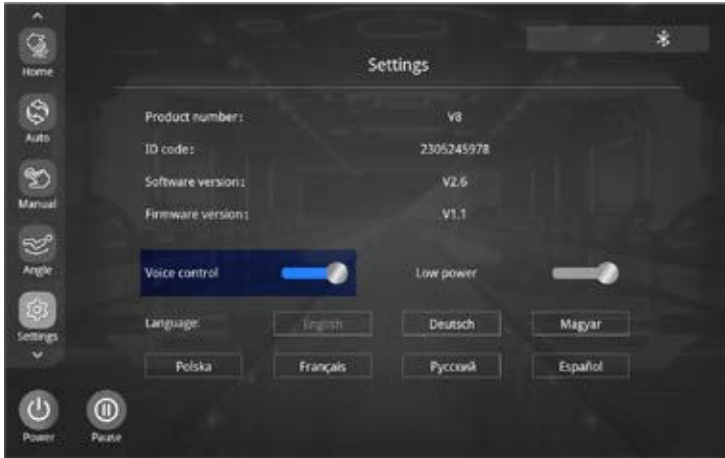 Settings
Home
Auto
Manual
Angle
Settings
Power
Pause
Product number: V8
ID code: 2305245978
Software version: V2.6
Firmware version: V1.1
Voice control Low power
Language: English Deutsch Magyar
Polska Français Русский Español